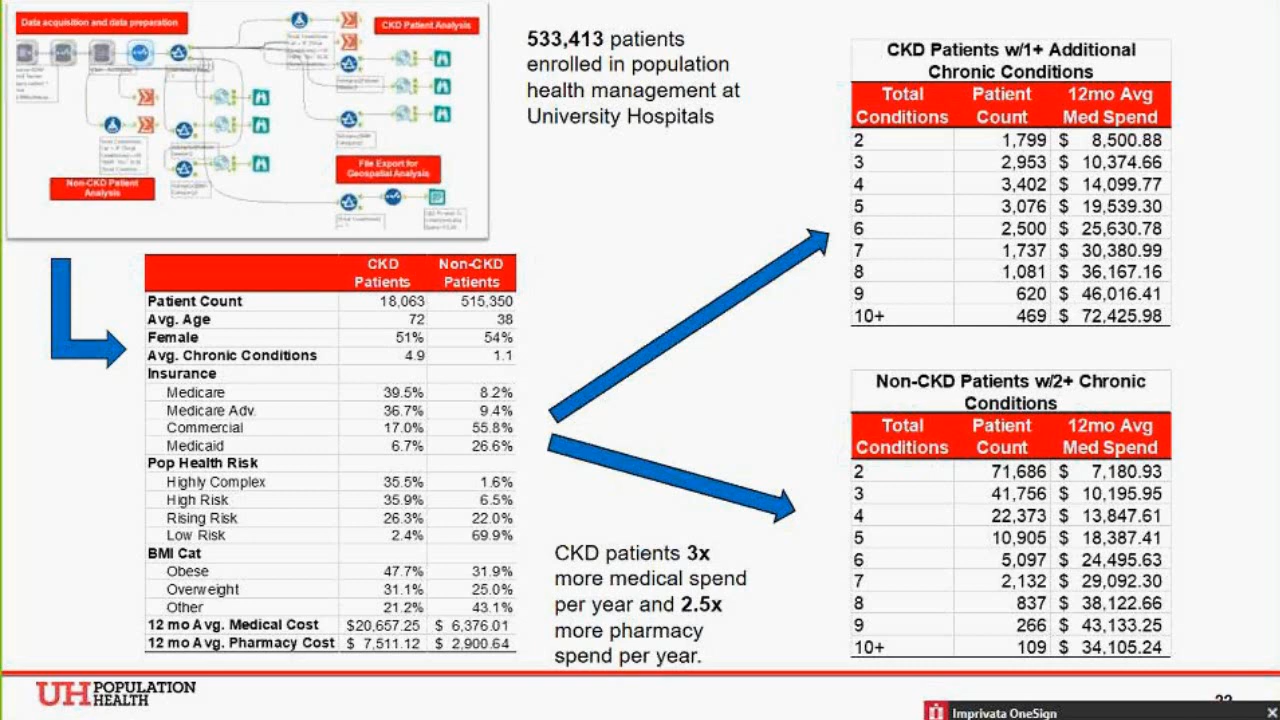 Data acquisition and data preparation
CKD Patient Analysis
Non-CKD Patient
Analysis
File Export for
Geospatial Analysis
533,413 patients
enrolled in population
health management at
University Hospitals
CKD Non-CKD
Patients Patients
Patient Count 18,063 515,350
Avg. Age 72 38
Female 51% 54%
Avg. Chronic Conditions 4.9 1.1
Insurance
Medicare 39.5% 8.2%
Medicare Adv. 36.7% 9.4%
Commercial 17.0% 55.8%
Medicaid 6.7% 26.6%
Pop Health Risk
Highly Complex 35.5% 1.6%
High Risk 35.9% 6.5%
Rising Risk 26.3% 22.0%
Low Risk 2.4% 69.9%
BMI Cat
Obese 47.7% 31.9%
Overweight 31.1% 25.0%
Other 21.2% 43.1%
12 mo Avg. Medical Cost $20,657.25 $ 6,376.01
12 mo Avg. Pharmacy Cost $ 7,511.12 $ 2,900.64
CKD patients 3x
more medical spend
per year and 2.5x
more pharmacy
spend per year.
CKD Patients w/1+ Additional
Chronic Conditions
Total Patient 12mo Avg
Conditions Count Med Spend
2 1,799 $ 8,500.88
3 2,953 $ 10,374.66
4 3,402 $ 14,099.77
5 3,076 $ 19,539.30
6 2,500 $ 25,630.78
7 1,737 $ 30,380.99
8 1,081 $ 36,167.16
9 620 $ 46,016.41
10+ 469 $ 72,425.98
Non-CKD Patients w/2+ Chronic
Conditions
Total Patient 12mo Avg
Conditions Count Med Spend
2 71,686 $ 7,180.93
3 41,756 $ 10,195.95
4 22,373 $ 13,847.61
5 10,905 $ 18,387.41
6 5,097 $ 24,495.63
7 2,132 $ 29,092.30
8 837 $ 38,122.66
9 266 $ 43,133.25
10+ 109 $ 34,105.24
UH POPULATION
HEALTH
Imprivata OneSign